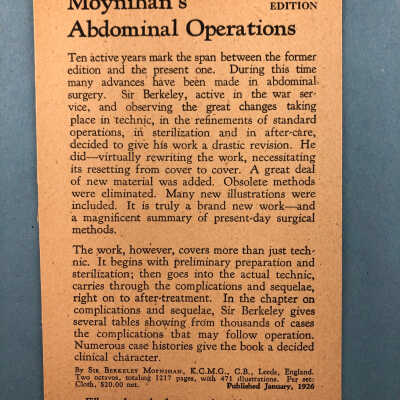 Moynihan's
EDITION
Abdominal Operations
Ten active years mark the span between the former
edition and the present one. During this time
many advances have been made in abdominal
surgery. Sir Berkeley, active in the war ser-
vice, and observing the great changes taking
place in technic, in the refinements of standard
operations, in sterilization and in after-care,
decided to give his work a drastic revision. He
did—virtually rewriting the work, necessitating
its resetting from cover to cover. A great deal
of new material was added. Obsolete methods
were eliminated. Many new illustrations were
included. It is truly a brand new work—and
a magnificent summary of present-day surgical
methods.
The work, however, covers more than just tech-
nic. It begins with preliminary preparation and
sterilization; then goes into the actual technic,
carries through the complications and sequelae,
right on to after-treatment. In the chapter on
complications and sequelae, Sir Berkeley gives
several tables showing from thousands of cases
the complications that may follow operation.
Numerous case histories give the book a decided
clinical character.
By Sir Berkeley Moynihan, K.C.M.G., C.B., Leeds, England.
Two octavos, totaling 1217 pages, with 471 illustrations. Per set:
Cloth, $20.00 net. Published January, 1926